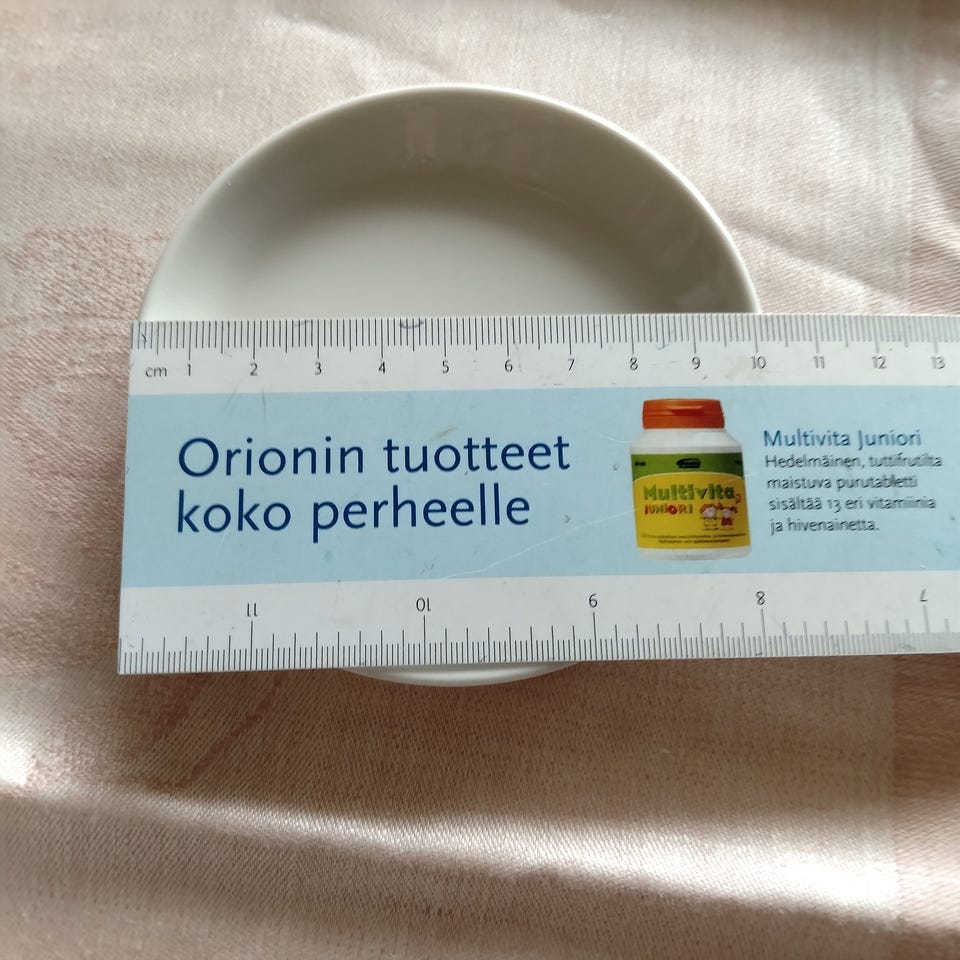 cm 1 2 3 4 5 6 7 8 9 10 11 12 13
Orionin tuotteet
koko perheelle
Multivita
JUNIORI
Multivita Juniori
Hedelmäinen, tuttifrutilta
maistuva purutabletti
sisältää 13 eri vitamiinia
ja hivenainetta.
11 10 9 8 7